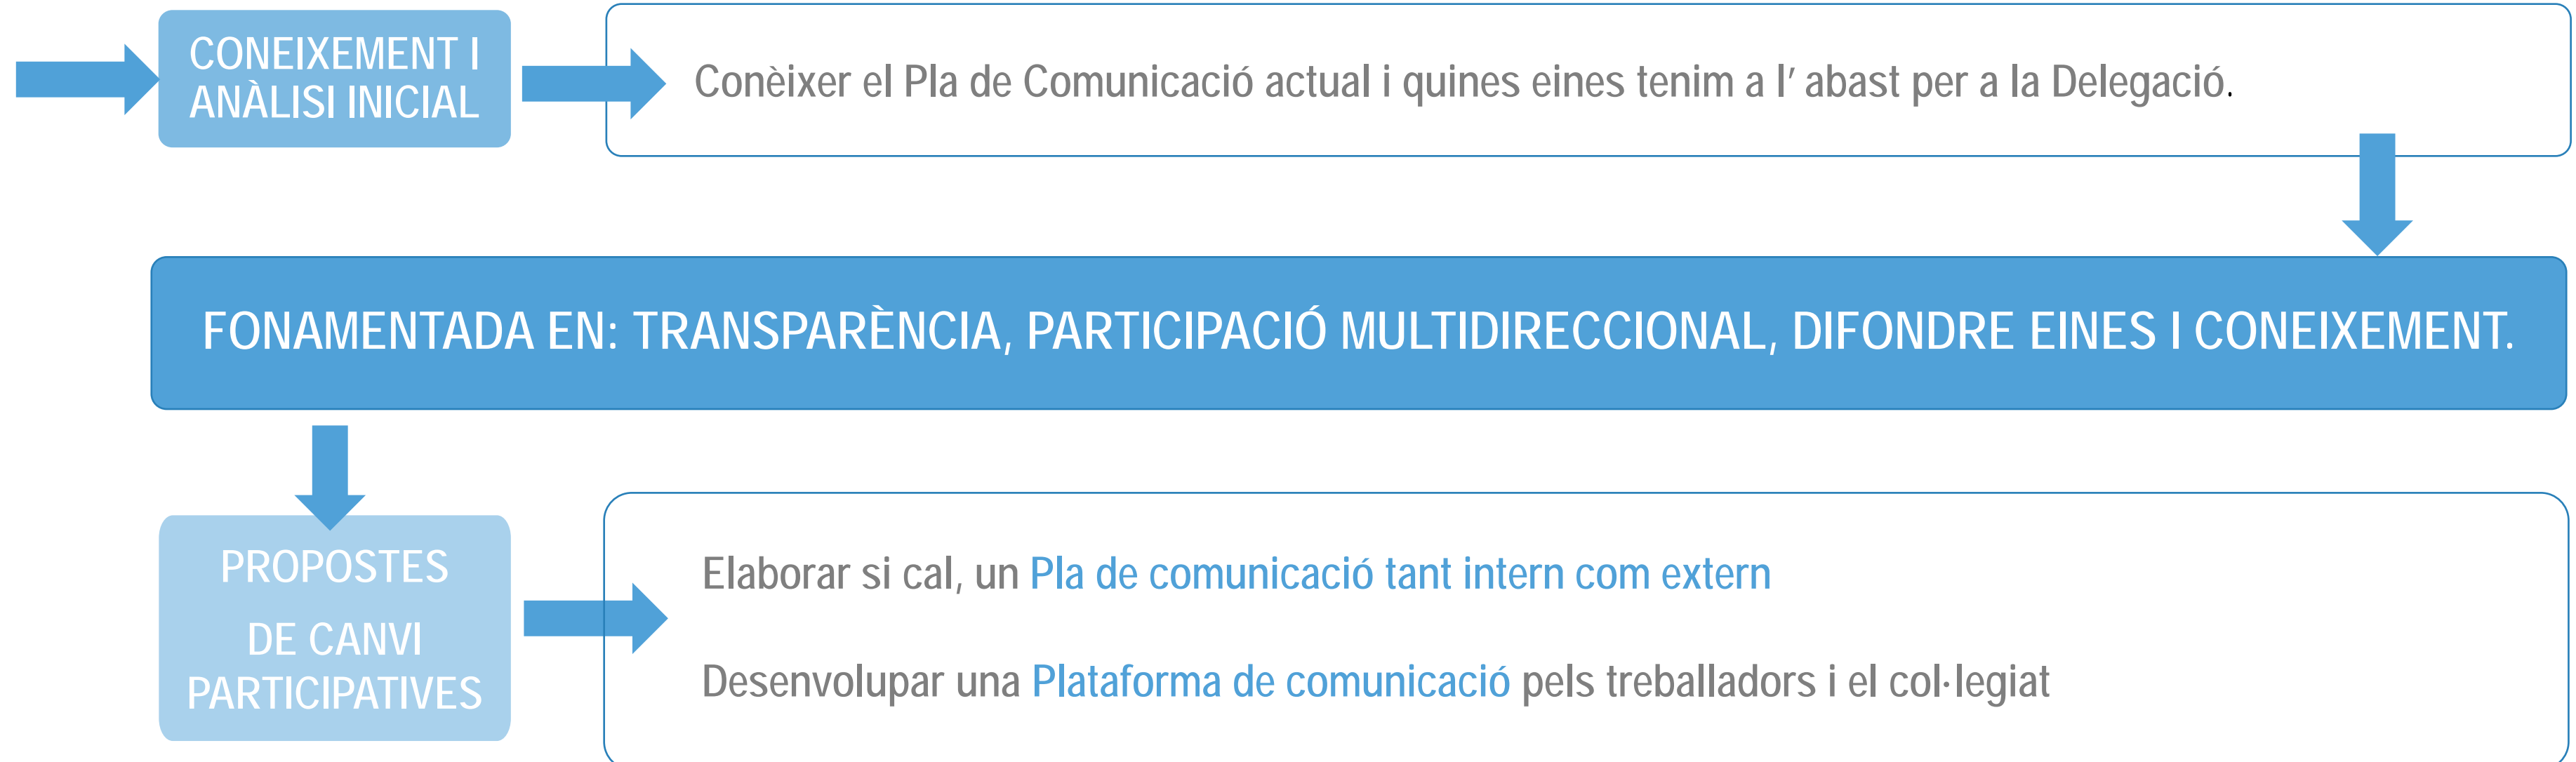 CONEIXEMENT I
ANÀLISI INICIAL
Conèixer el Pla de Comunicació actual i quines eines tenim a l’ abast per a la Delegació.
FONAMENTADA EN: TRANSPARÈNCIA, PARTICIPACIÓ MULTIDIRECCIONAL, DIFONDRE EINES I CONEIXEMENT.
PROPOSTES
DE CANVI
PARTICIPATIVES
Elaborar si cal, un Pla de comunicació tant intern com extern
Desenvolupar una Plataforma de comunicació pels treballadors i el col·legiat